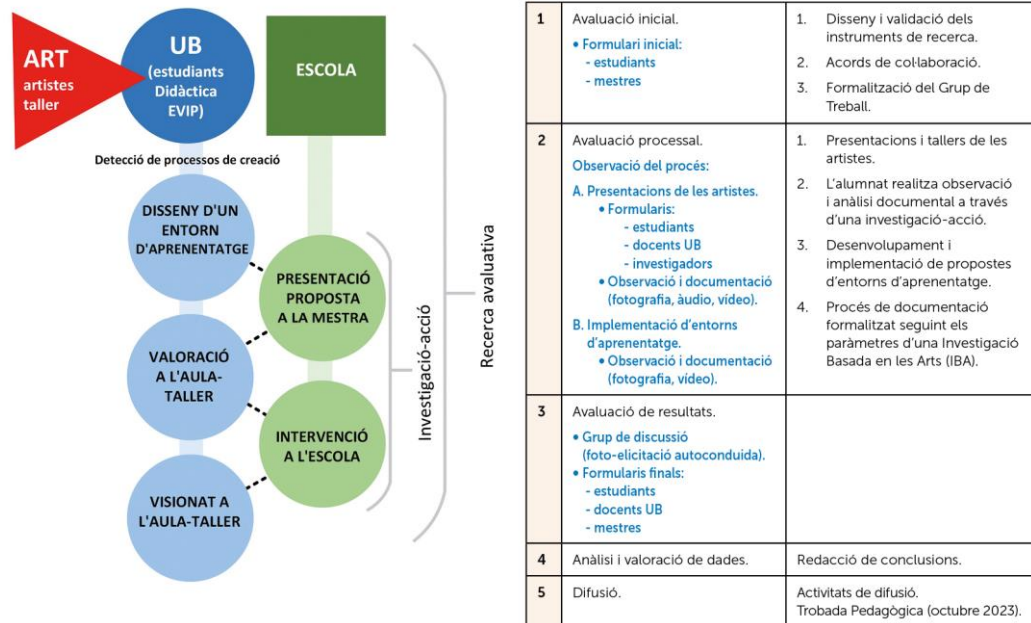 ART
artistes
taller
UB
(estudiants
Didàctica
EVIP)
ESCOLA
Detecció de processos de creació
DISSENY D'UN
ENTORN
D'APRENENTATGE
PRESENTACIÓ
PROPOSTA
A LA MESTRA
VALORACIÓ
A L'AULA-
TALLER
INTERVENCIÓ
A L'ESCOLA
VISIONAT A
L'AULA-TALLER
Investigació-acció
Recerca avaluativa
1
Avaluació inicial.
• Formulari inicial:
- estudiants
- mestres
1. Disseny i validació dels
instruments de recerca.
2. Acords de col·laboració.
3. Formalització del Grup de
Treball.
2
Avaluació processal.
Observació del procés:
A. Presentacions de les artistes.
• Formularis:
- estudiants
- docents UB
- investigadors
• Observació i documentació
(fotografia, àudio, vídeo).
B. Implementació d'entorns
d'aprenentatge.
• Observació i documentació
(fotografia, vídeo).
1. Presentacions i tallers de les
artistes.
2. L'alumnat realitza observació
i anàlisi documental a través
d'una investigació-acció.
3. Desenvolupament i
implementació de propostes
d'entorns d'aprenentatge.
4. Procés de documentació
formalitzat seguint els
paràmetres d'una Investigació
Basada en les Arts (IBA).
3
Avaluació de resultats.
• Grup de discussió
(foto-elicitació autoconduida).
• Formularis finals:
- estudiants
- docents UB
- mestres
4
Anàlisi i valoració de dades.
Redacció de conclusions.
5
Difusió.
Activitats de difusió.
Trobada Pedagògica (octubre 2023).